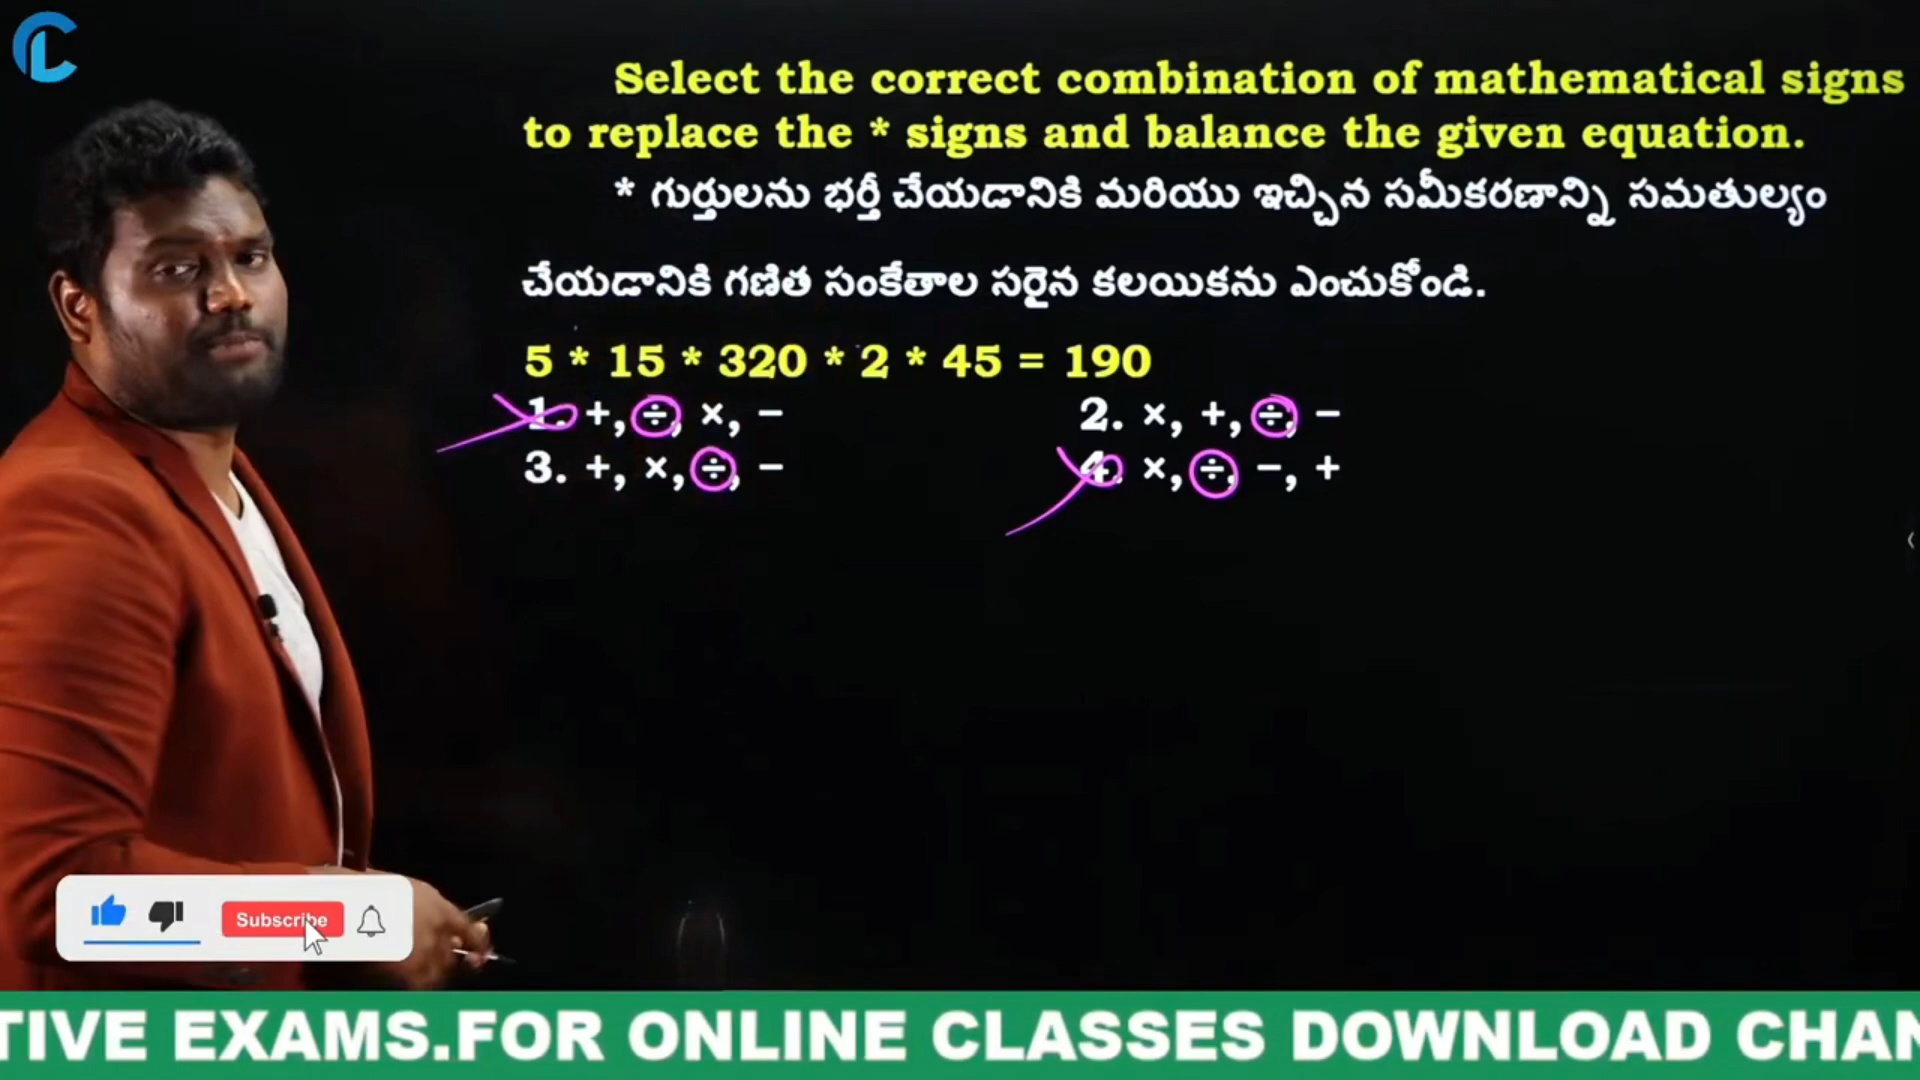 Select the correct combination of mathematical signs
to replace the * signs and balance the given equation.
* గుర్తులను భర్తీ చేయడానికి మరియు ఇచ్చిన సమీకరణాన్ని సమతుల్యం
చేయడానికి గణిత సంకేతాల సరైన కలయికను ఎంచుకోండి.
5 * 15 * 320 * 2 * 45 = 190
1. +, ÷, ×, − 2. ×, +, ÷, −
3. +, ×, ÷, − 4. ×, ÷, −, +
Subscribe
TIVE EXAMS.FOR ONLINE CLASSES DOWNLOAD CHAN